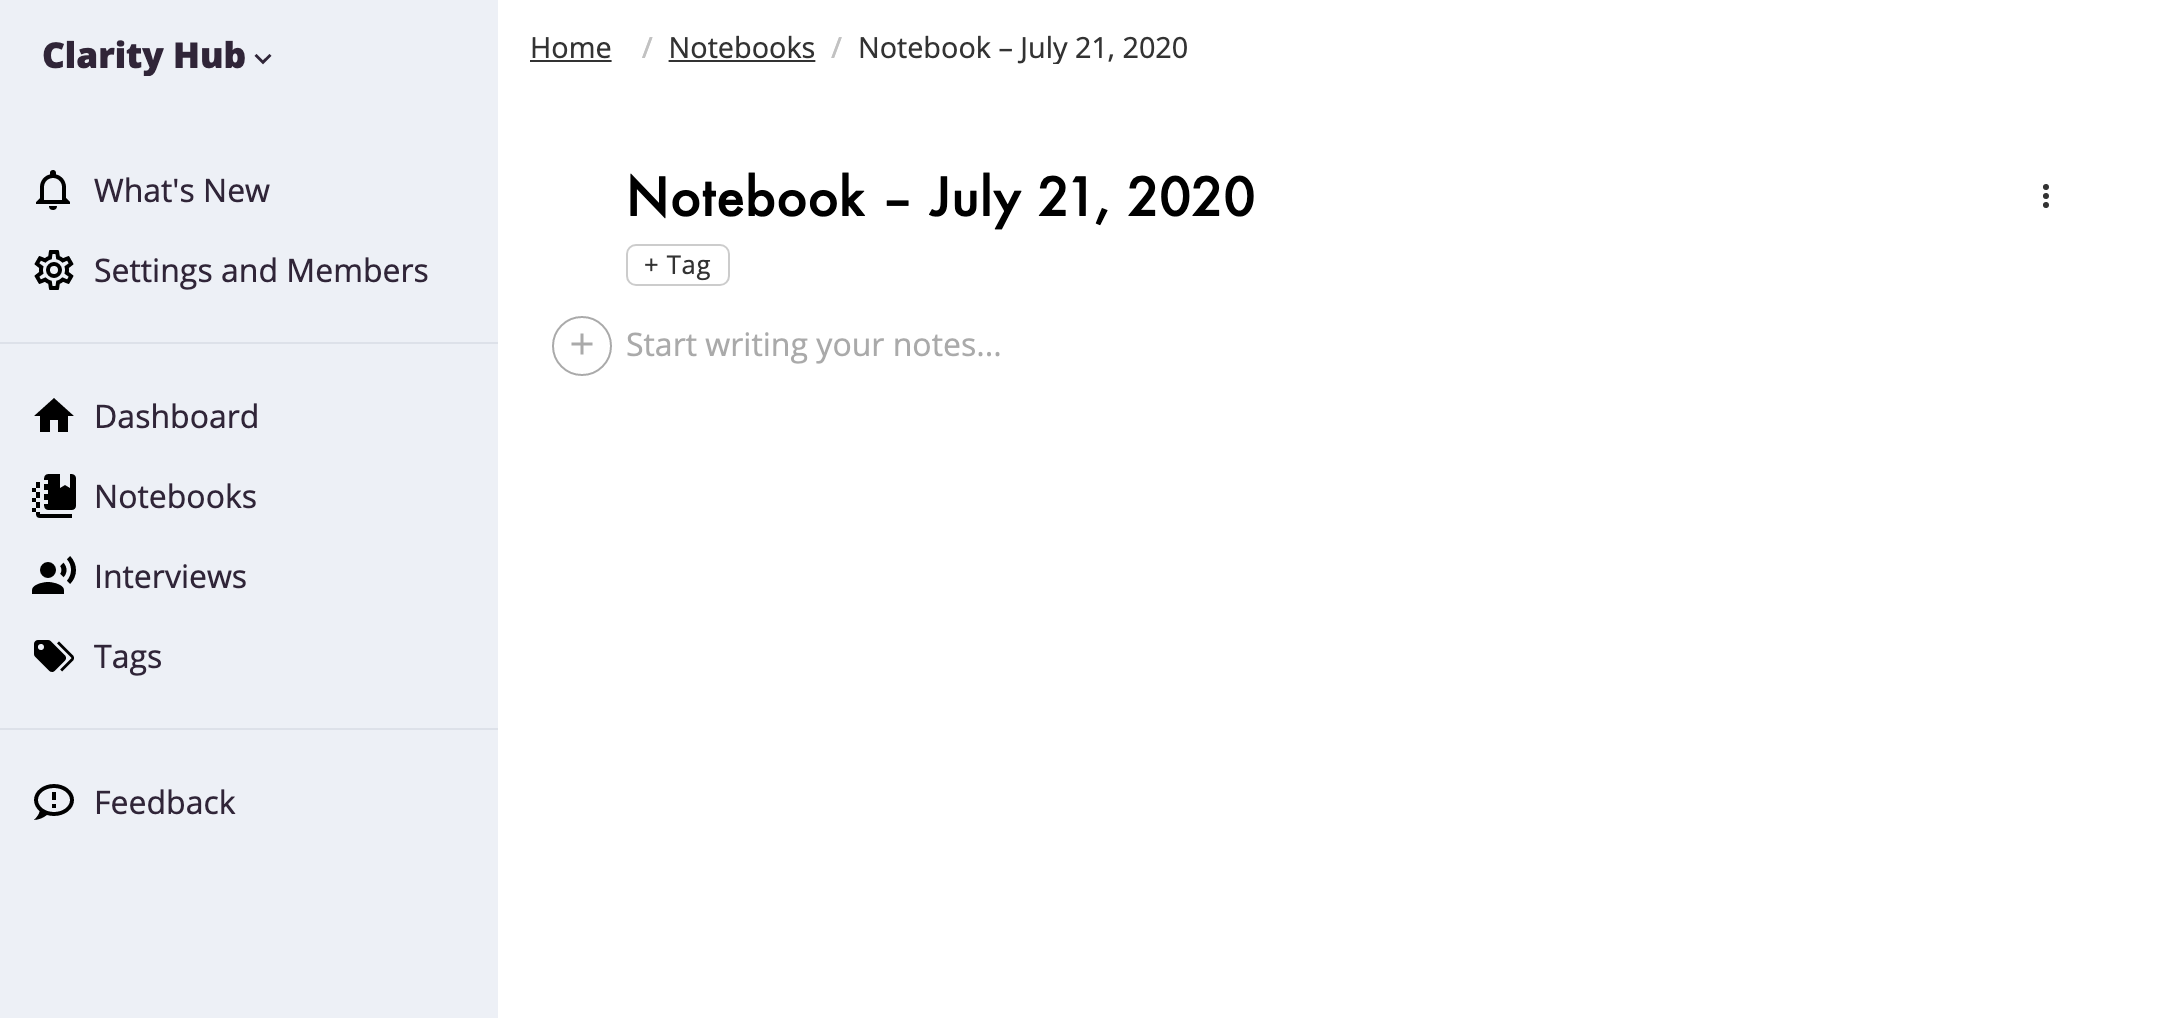 Clarity Hub
What's New
Settings and Members
Dashboard
Notebooks
Interviews
Tags
Feedback
Home / Notebooks / Notebook – July 21, 2020
Notebook – July 21, 2020
+ Tag
Start writing your notes...